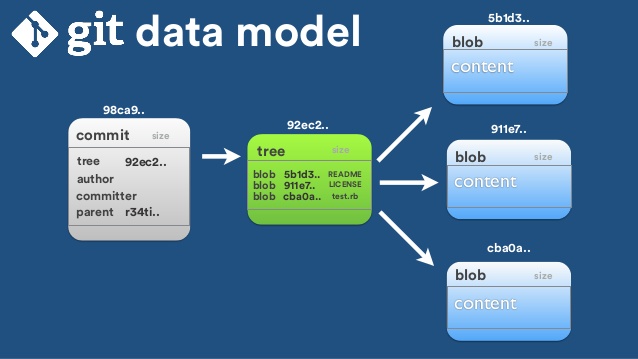 git data model
98ca9..
commit size
tree 92ec2..
author
committer
parent r34ti..
92ec2..
tree size
blob 5b1d3.. README
blob 911e7.. LICENSE
blob cba0a.. test.rb
5b1d3..
blob size
content
911e7..
blob size
content
cba0a..
blob size
content